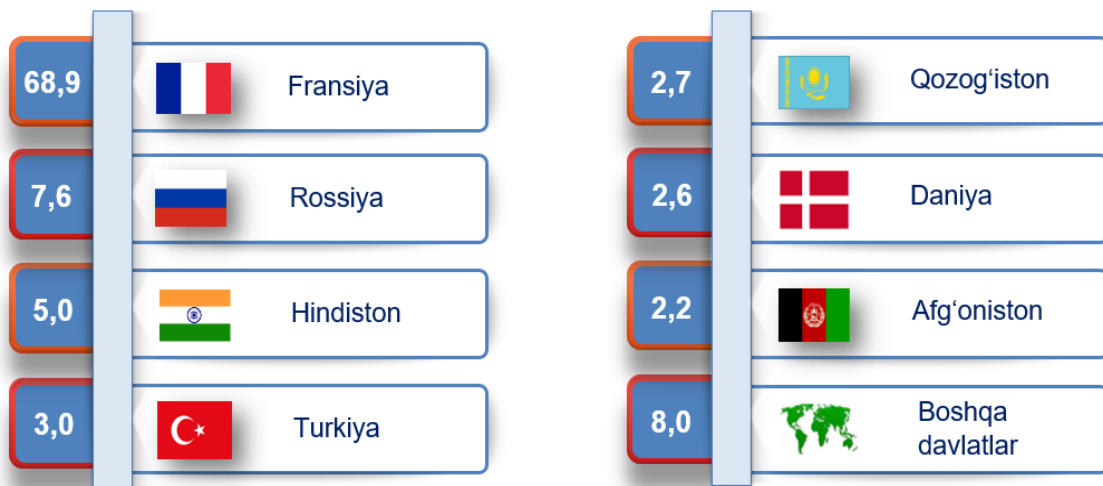 68,9 Fransiya
7,6 Rossiya
5,0 Hindiston
3,0 Turkiya
2,7 Qozog‘iston
2,6 Daniya
2,2 Afg‘oniston
8,0 Boshqa
davlatlar